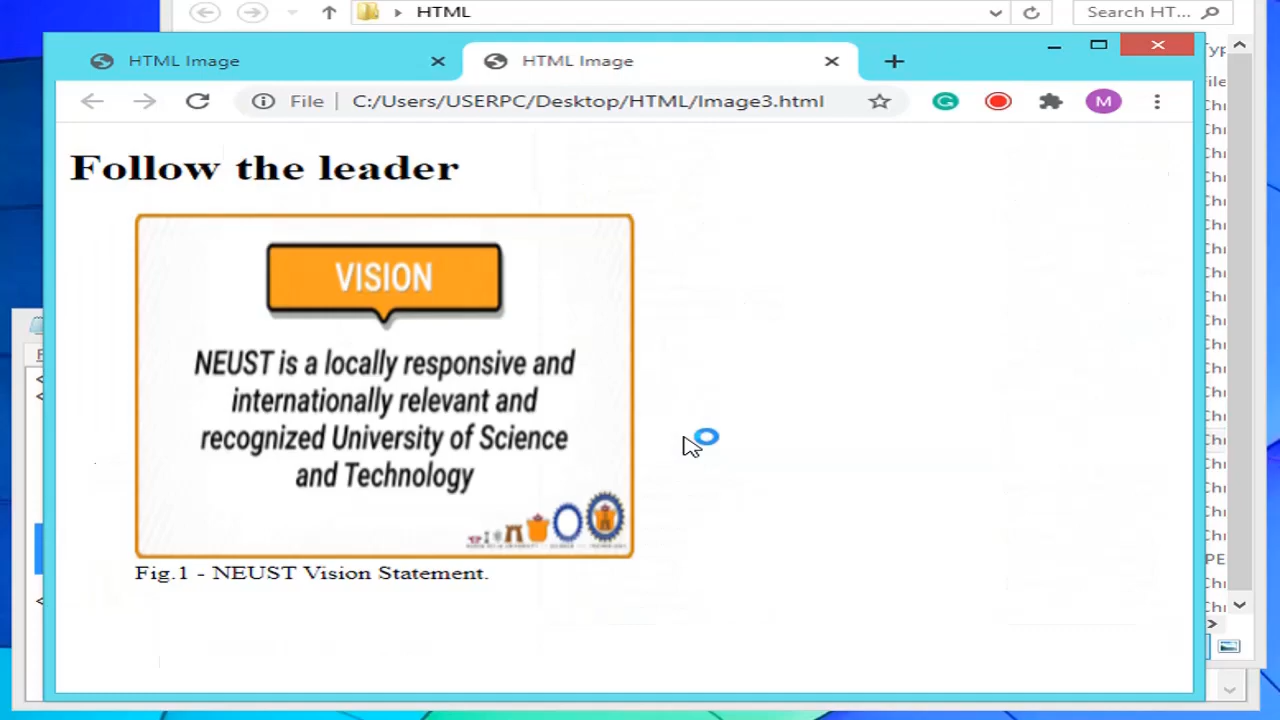 HTML
Search HT...
HTML Image
HTML Image
File
C:/Users/USERPC/Desktop/HTML/Image3.html
M
Follow the leader
VISION
NEUST is a locally responsive and
internationally relevant and
recognized University of Science
and Technology
Fig.1 - NEUST Vision Statement.